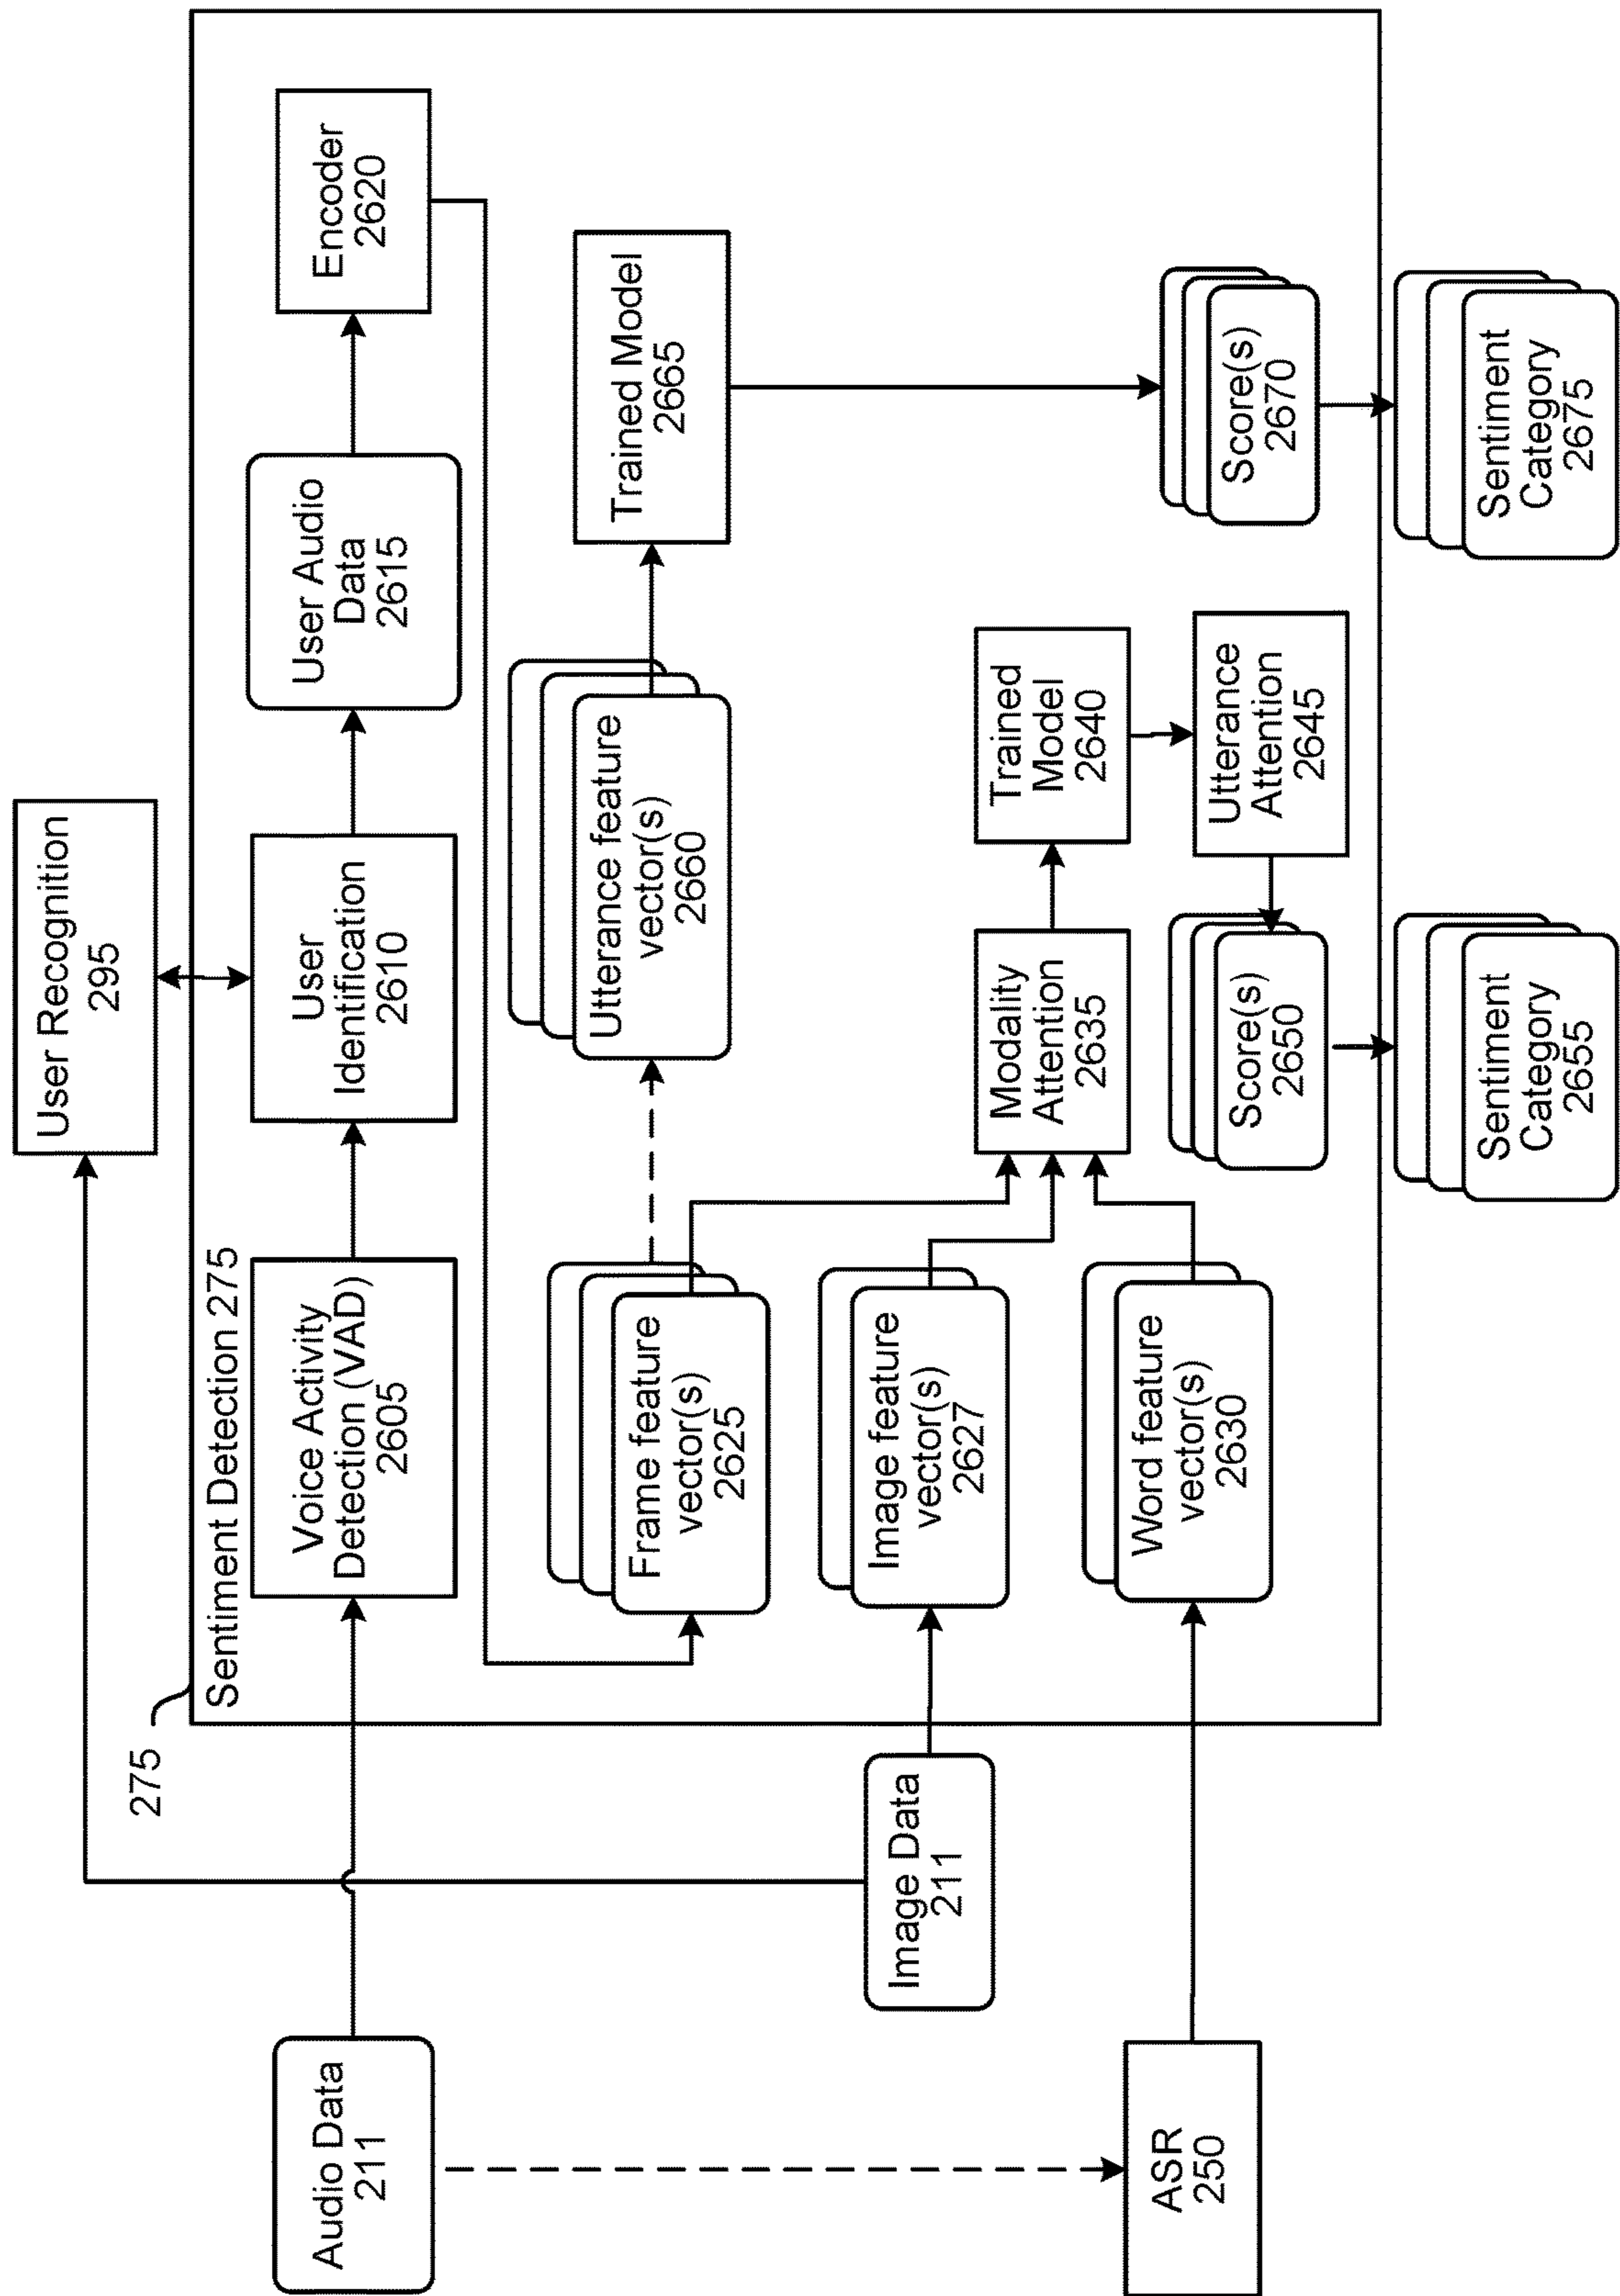 User Recognition
295
275
Sentiment Detection 275
Audio Data
211
Voice Activity
Detection (VAD)
2605
User
Identification
2610
User Audio
Data
2615
Encoder
2620
Frame feature
vector(s)
2625
Utterance feature
vector(s)
2660
Trained Model
2665
Image Data
211
Image feature
vector(s)
2627
Modality
Attention
2635
Trained
Model
2640
ASR
250
Word feature
vector(s)
2630
Utterance
Attention
2645
Score(s)
2650
Score(s)
2670
Sentiment
Category
2655
Sentiment
Category
2675